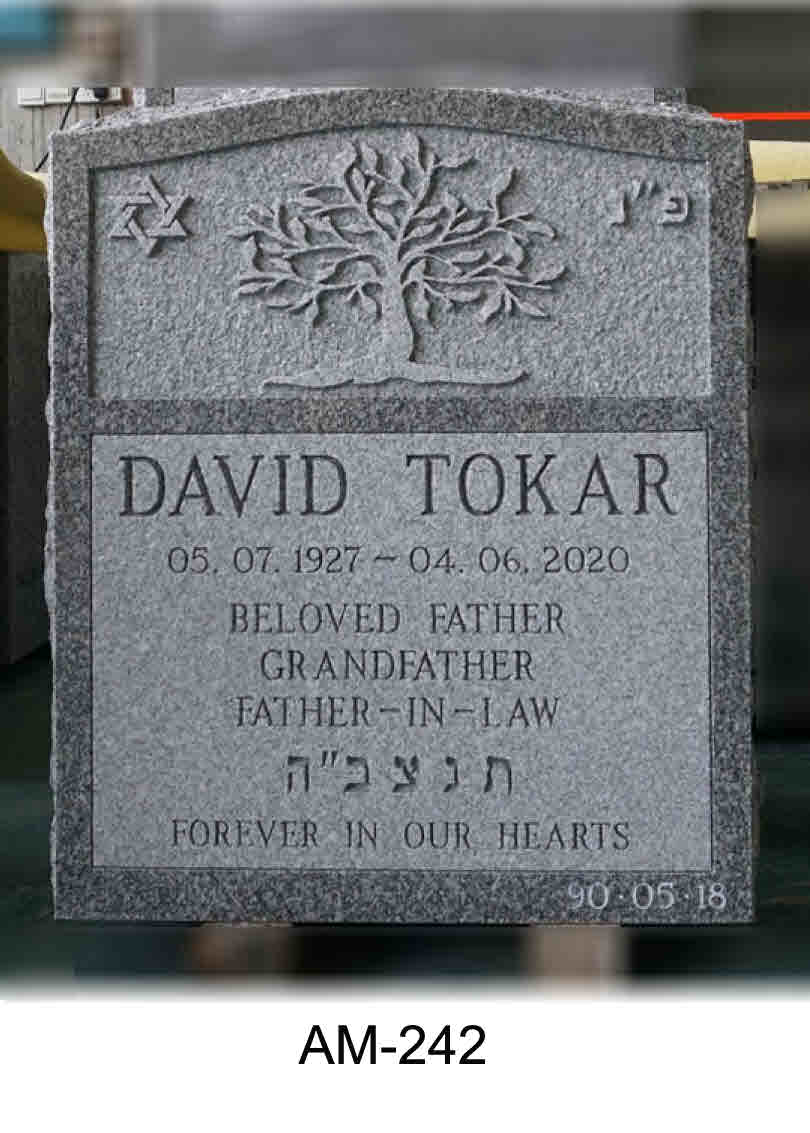 פ"נ
DAVID TOKAR
05. 07. 1927 ~ 04. 06. 2020
BELOVED FATHER
GRANDFATHER
FATHER-IN-LAW
ת נ צ ב"ה
FOREVER IN OUR HEARTS
90·05·18
AM-242